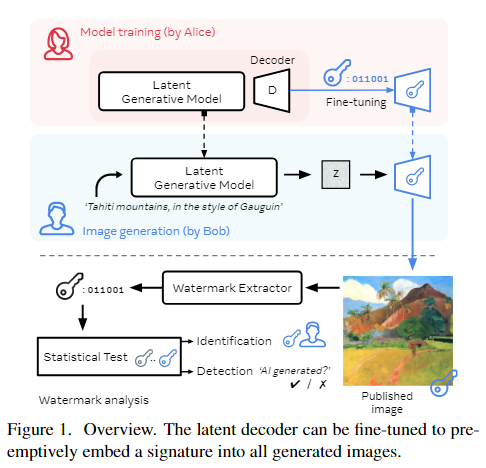 Model training (by Alice)
Decoder
Latent
Generative Model
D
:011001
Fine-tuning
Latent
Generative Model
z
'Tahiti mountains, in the style of Gauguin'
Image generation (by Bob)
:011001
Watermark Extractor
Statistical Test
..
Identification
Detection 'AI generated?'
✔ / ✗
Watermark analysis
Published
image
Figure 1. Overview. The latent decoder can be fine-tuned to pre-
emptively embed a signature into all generated images.